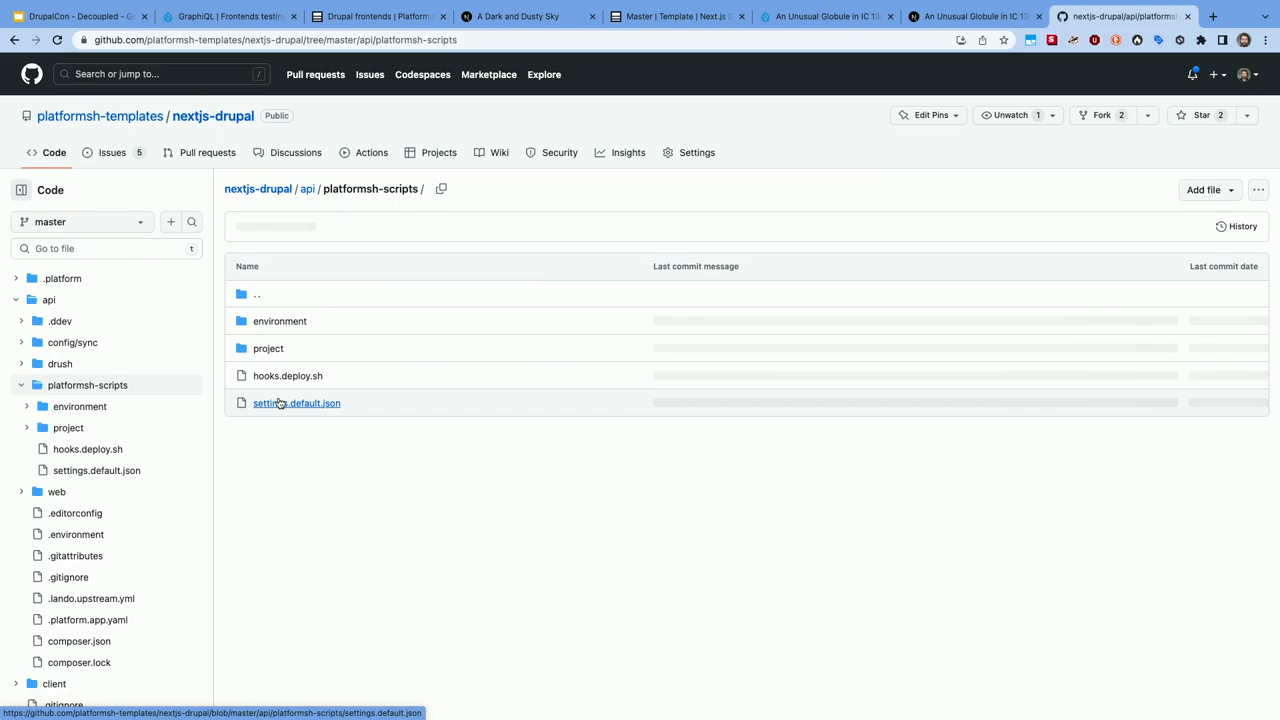 DrupalCon - Decoupled - G
GraphiQL | Frontends testin
Drupal frontends | Platform.
A Dark and Dusty Sky
Master | Template | Next.js D
An Unusual Globule in IC 13
An Unusual Globule in IC 13
nextjs-drupal/api/platformsh
github.com/platformsh-templates/nextjs-drupal/tree/master/api/platformsh-scripts
Search or jump to...
/
Pull requests
Issues
Codespaces
Marketplace
Explore
platformsh-templates / nextjs-drupal
Public
Edit Pins
Unwatch 1
Fork 2
Star 2
Code
Issues 5
Pull requests
Discussions
Actions
Projects
Wiki
Security
Insights
Settings
Code
master
Go to file
t
.platform
api
.ddev
config/sync
drush
platformsh-scripts
environment
project
hooks.deploy.sh
settings.default.json
web
.editorconfig
.environment
.gitattributes
.gitignore
.lando.upstream.yml
.platform.app.yaml
composer.json
composer.lock
client
.gitignore
nextjs-drupal / api / platformsh-scripts /
Add file
History
Name
Last commit message
Last commit date
..
environment
project
hooks.deploy.sh
settings.default.json
https://github.com/platformsh-templates/nextjs-drupal/blob/master/api/platformsh-scripts/settings.default.json